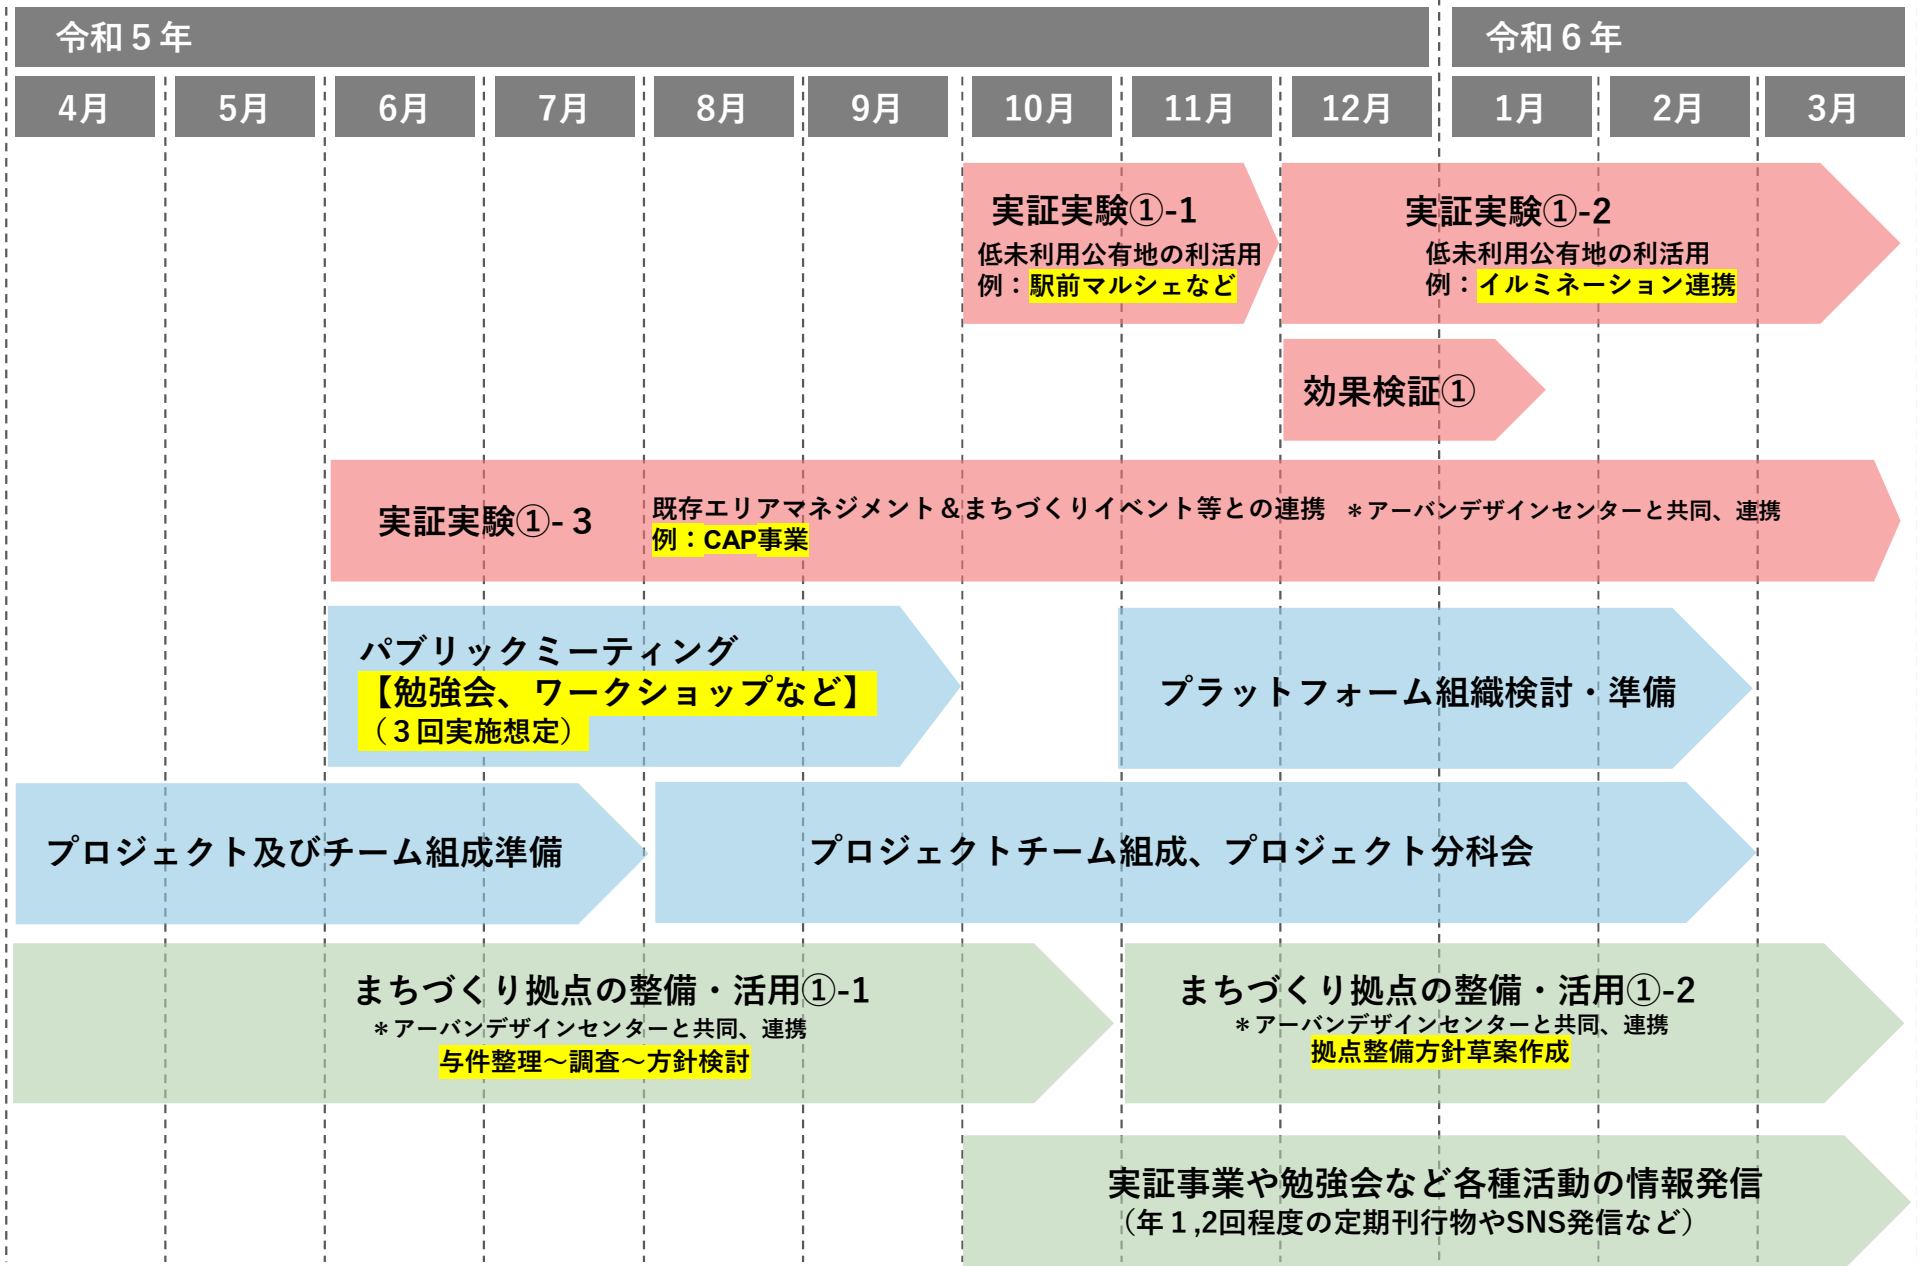 令和５年
令和６年
4月
5月
6月
7月
8月
9月
10月
11月
12月
1月
2月
3月
実証実験①-1
低未利用公有地の利活用
例：駅前マルシェなど
実証実験①-2
低未利用公有地の利活用
例：イルミネーション連携
効果検証①
実証実験①-３
既存エリアマネジメント＆まちづくりイベント等との連携 ＊アーバンデザインセンターと共同、連携
例：CAP事業
パブリックミーティング
【勉強会、ワークショップなど】
（３回実施想定）
プラットフォーム組織検討・準備
プロジェクト及びチーム組成準備
プロジェクトチーム組成、プロジェクト分科会
まちづくり拠点の整備・活用①-1
＊アーバンデザインセンターと共同、連携
与件整理～調査～方針検討
まちづくり拠点の整備・活用①-2
＊アーバンデザインセンターと共同、連携
拠点整備方針草案作成
実証事業や勉強会など各種活動の情報発信
（年１,2回程度の定期刊行物やSNS発信など）